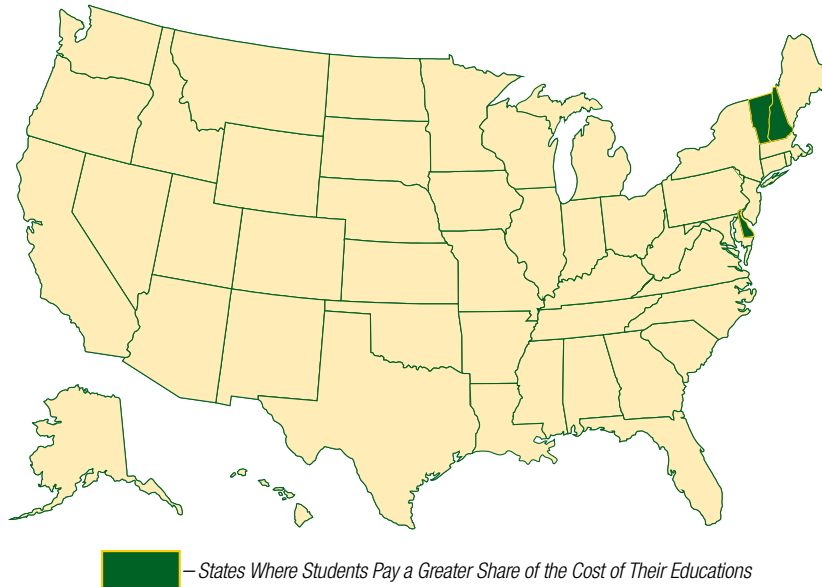 – States Where Students Pay a Greater Share of the Cost of Their Educations